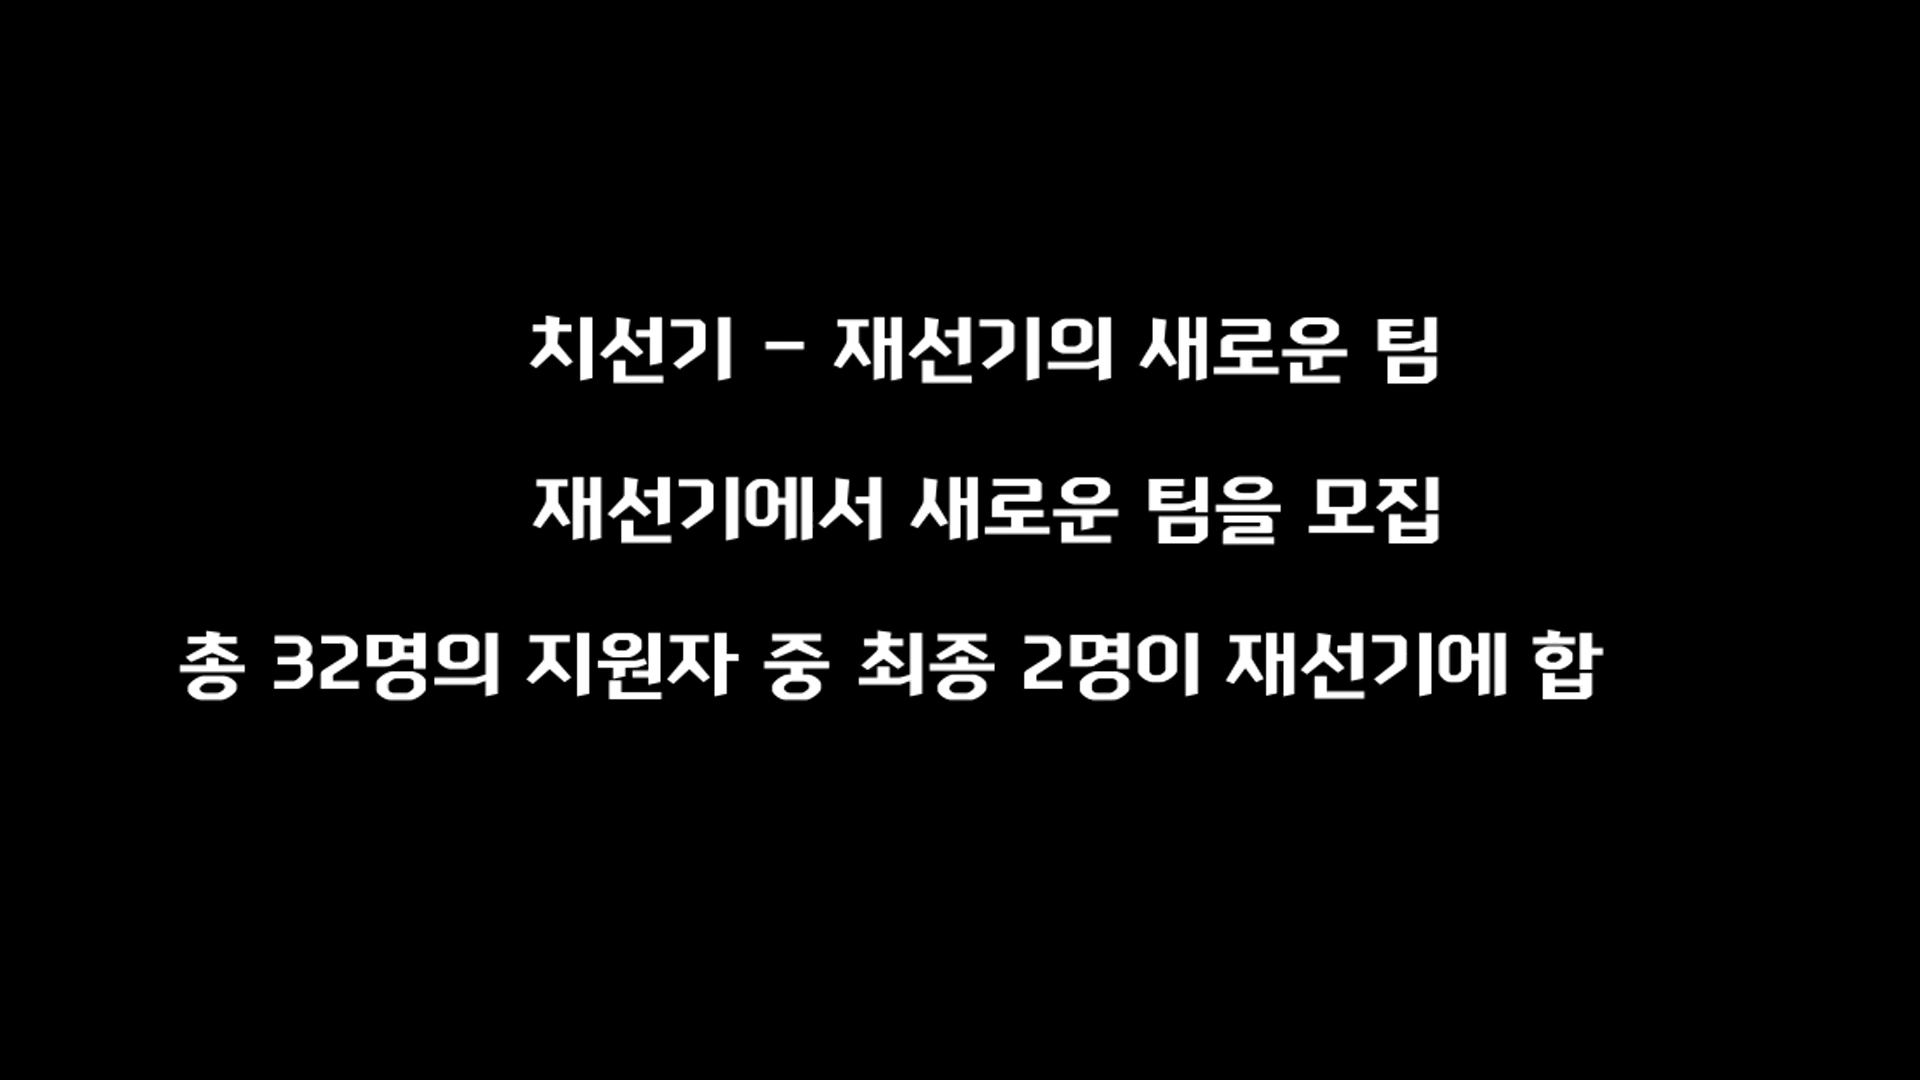 치선기 - 재선기의 새로운 팀
재선기에서 새로운 팀을 모집
총 32명의 지원자 중 최종 2명이 재선기에 합